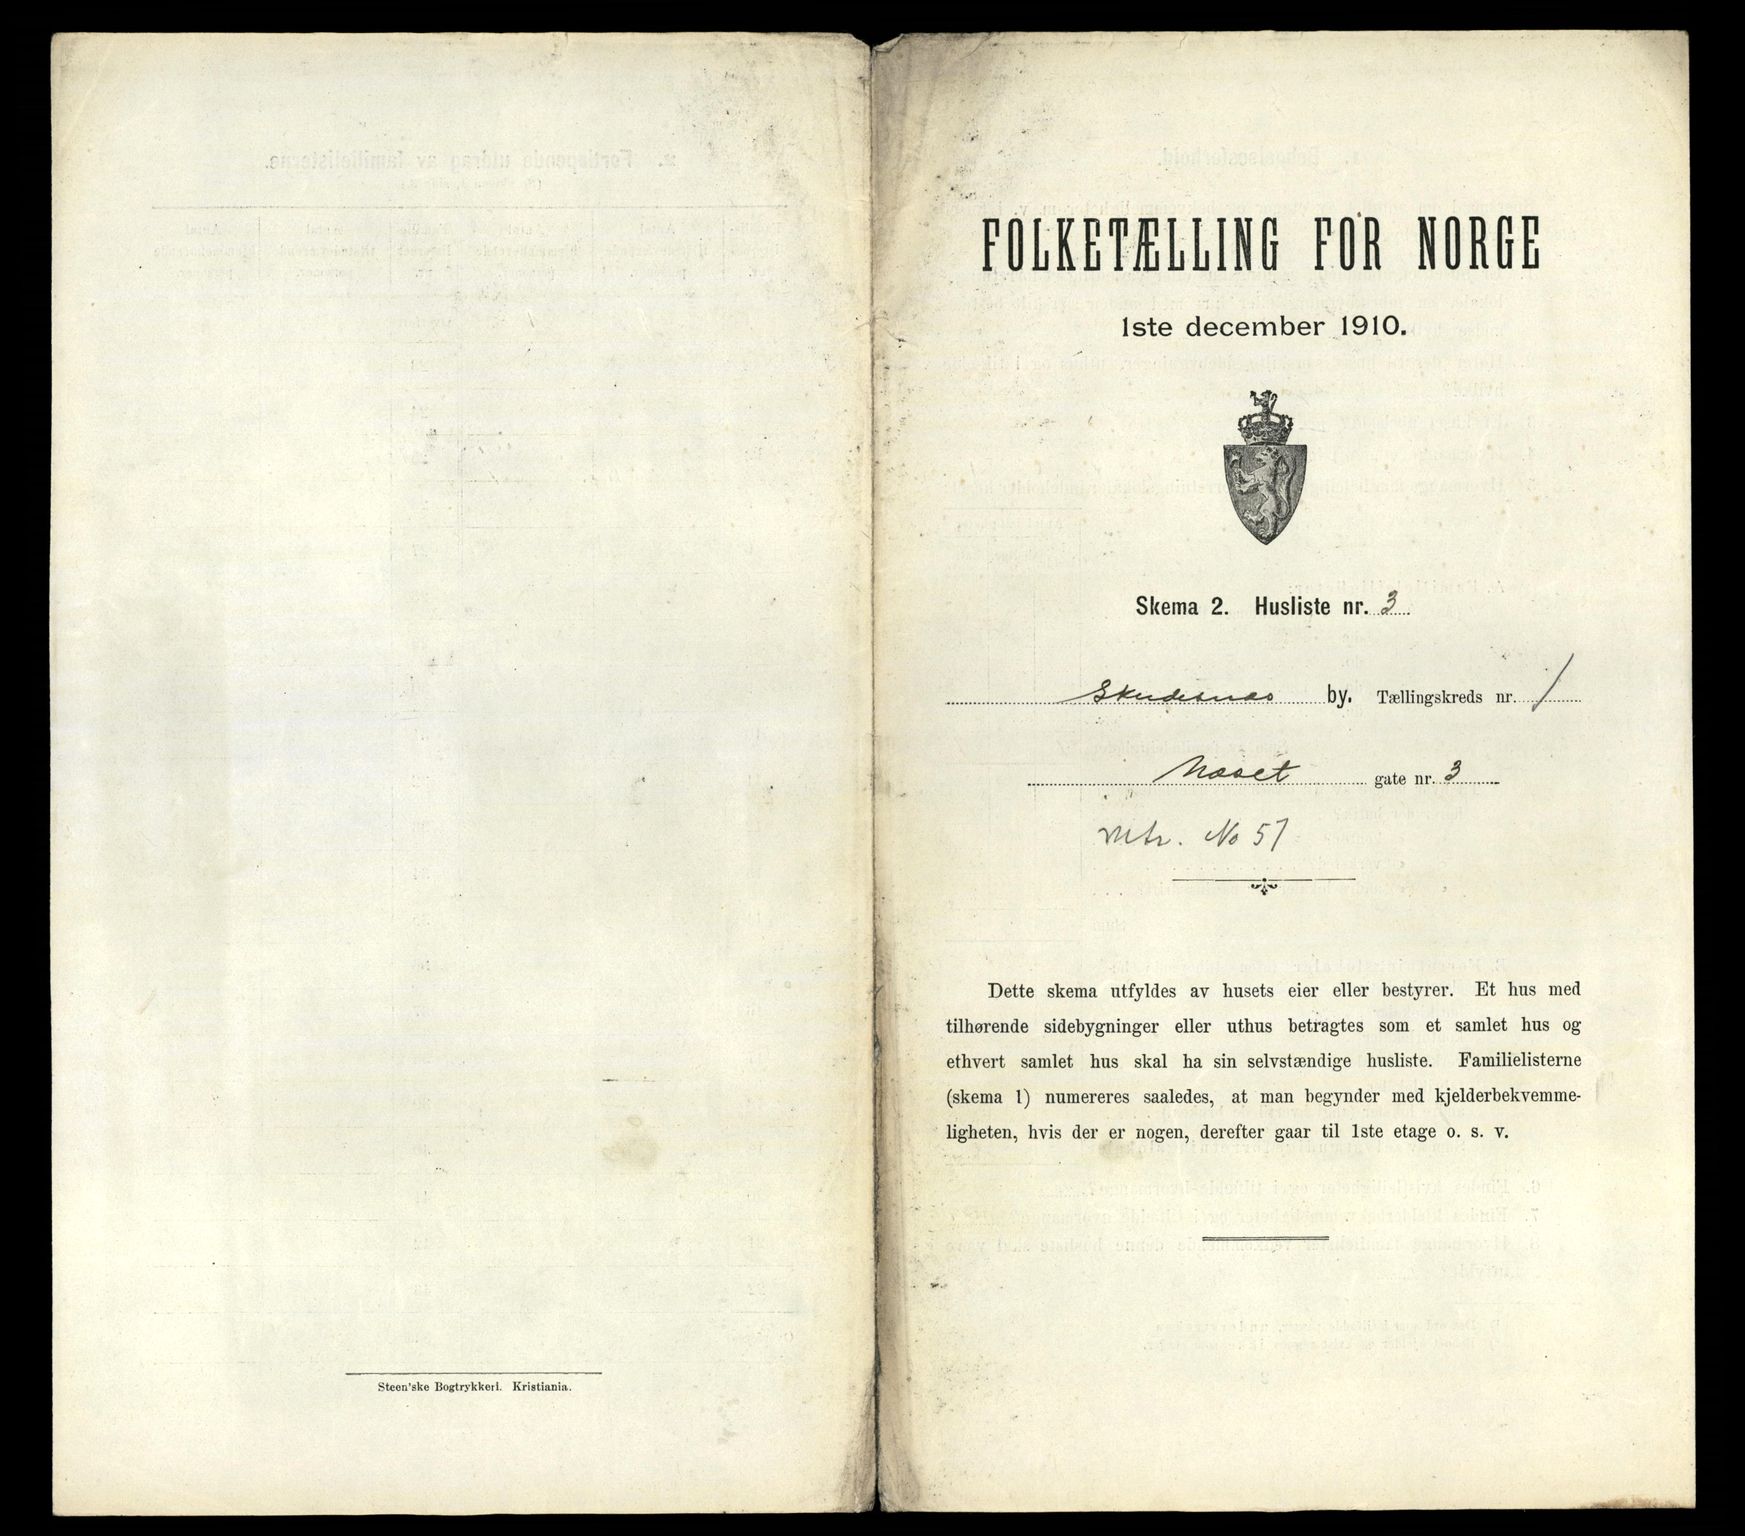 Steen'ske Bogtrykkeri. Kristiania.
FOLKETÆLLING FOR NORGE
1ste december 1910.
Skema 2. Husliste nr. 3
Skudesnæs by. Tællingskreds nr. 1
Næset gate nr. 3
Mtr. No 57
Dette skema utfyldes av husets eier eller bestyrer. Et hus med
tilhørende sidebygninger eller uthus betragtes som et samlet hus og
ethvert samlet hus skal ha sin selvstændige husliste. Familielisterne
(skema 1) numereres saaledes, at man begynder med kjelderbekvemme-
ligheten, hvis der er nogen, derefter gaar til 1ste etage o. s. v.